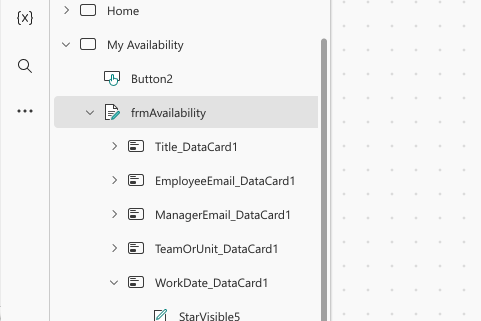 {x}
Home
My Availability
Button2
frmAvailability
Title_DataCard1
EmployeeEmail_DataCard1
ManagerEmail_DataCard1
TeamOrUnit_DataCard1
WorkDate_DataCard1
StarVisible5